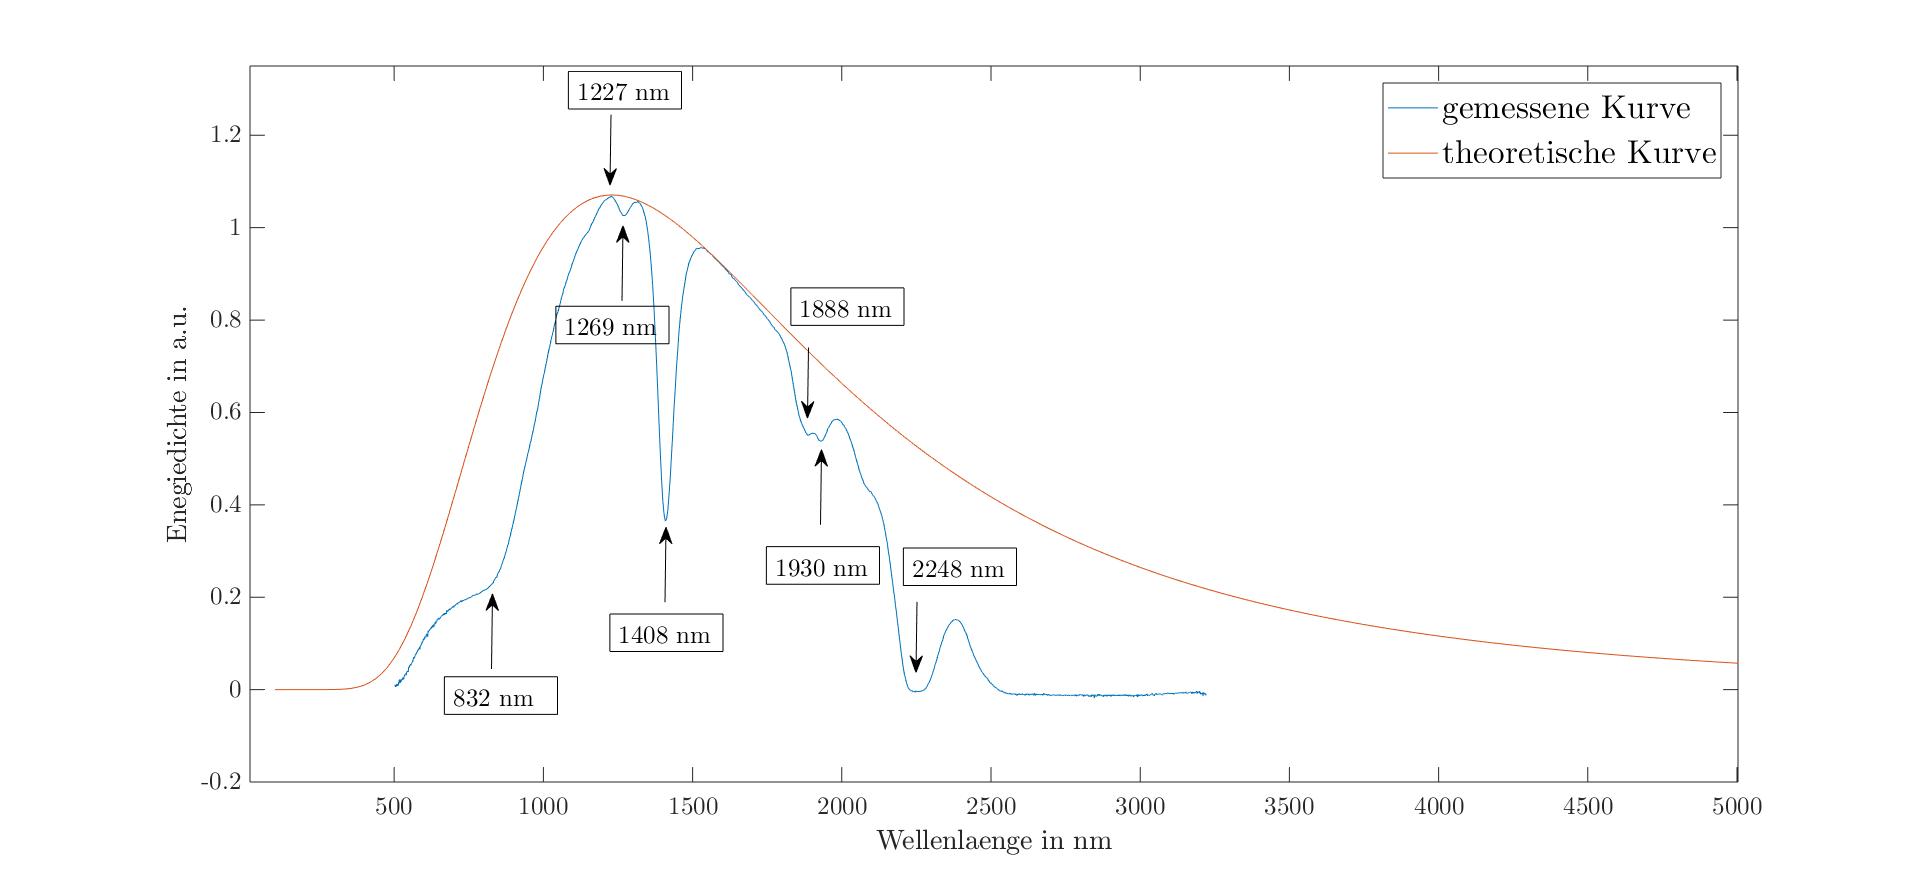 1227 nm
gemessene Kurve
theoretische Kurve
1.2
1
0.8
0.6
0.4
0.2
0
-0.2
Enegiedichte in a.u.
1269 nm
1888 nm
1930 nm
2248 nm
1408 nm
832 nm
500 1000 1500 2000 2500 3000 3500 4000 4500 5000
Wellenlaenge in nm